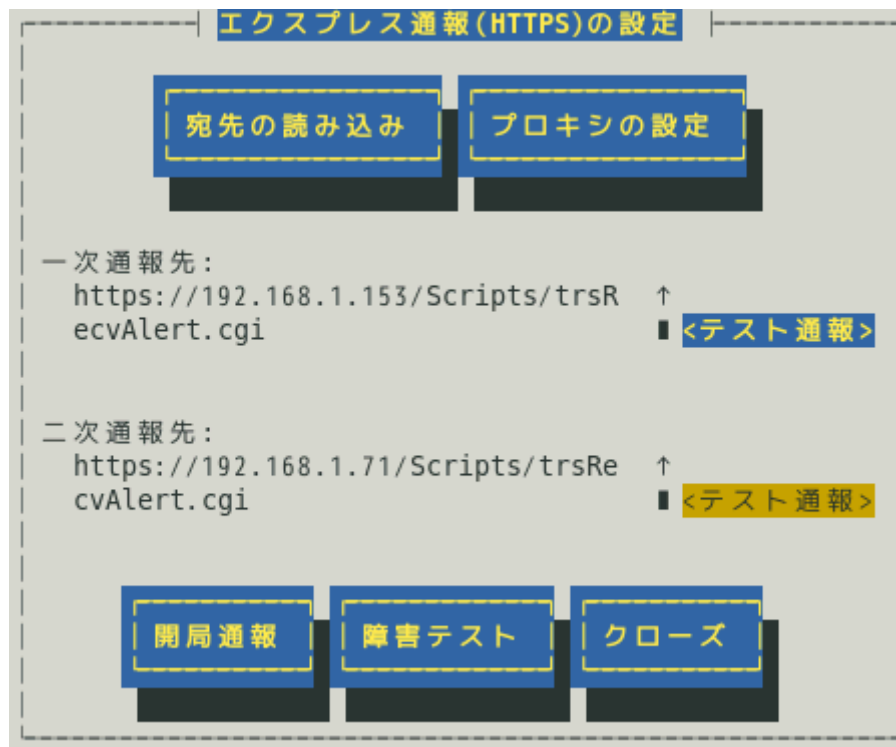 エクスプレス通報(HTTPS)の設定
宛先の読み込み
プロキシの設定
一次通報先:
https://192.168.1.153/Scripts/trsR ↑
ecvAlert.cgi <テスト通報>
二次通報先:
https://192.168.1.71/Scripts/trsRe ↑
cvAlert.cgi <テスト通報>
開局通報
障害テスト
クローズ